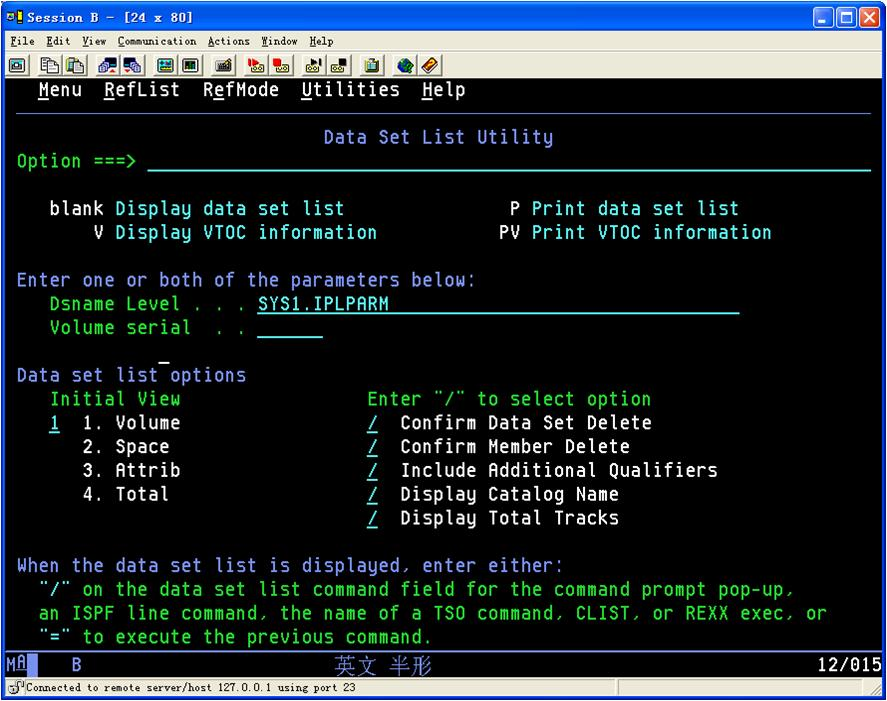 Session B - [24 x 80]
File Edit View Communication Actions Window Help
Menu RefList RefMode Utilities Help
Data Set List Utility
Option ===>
blank Display data set list P Print data set list
V Display VTOC information PV Print VTOC information
Enter one or both of the parameters below:
Dsname Level . . . SYS1.IPLPARM
Volume serial . .
Data set list options
Initial View Enter "/" to select option
1 1. Volume / Confirm Data Set Delete
2. Space / Confirm Member Delete
3. Attrib / Include Additional Qualifiers
4. Total / Display Catalog Name
/ Display Total Tracks
When the data set list is displayed, enter either:
"/" on the data set list command field for the command prompt pop-up,
an ISPF line command, the name of a TSO command, CLIST, or REXX exec, or
"=" to execute the previous command.
MA B 英文 半形 12/015
Connected to remote server/host 127.0.0.1 using port 23